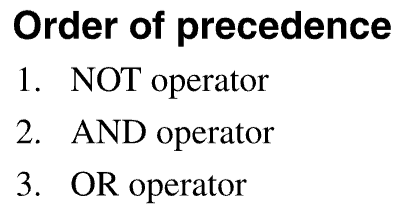 Order of precedence
1. NOT operator
2. AND operator
3. OR operator